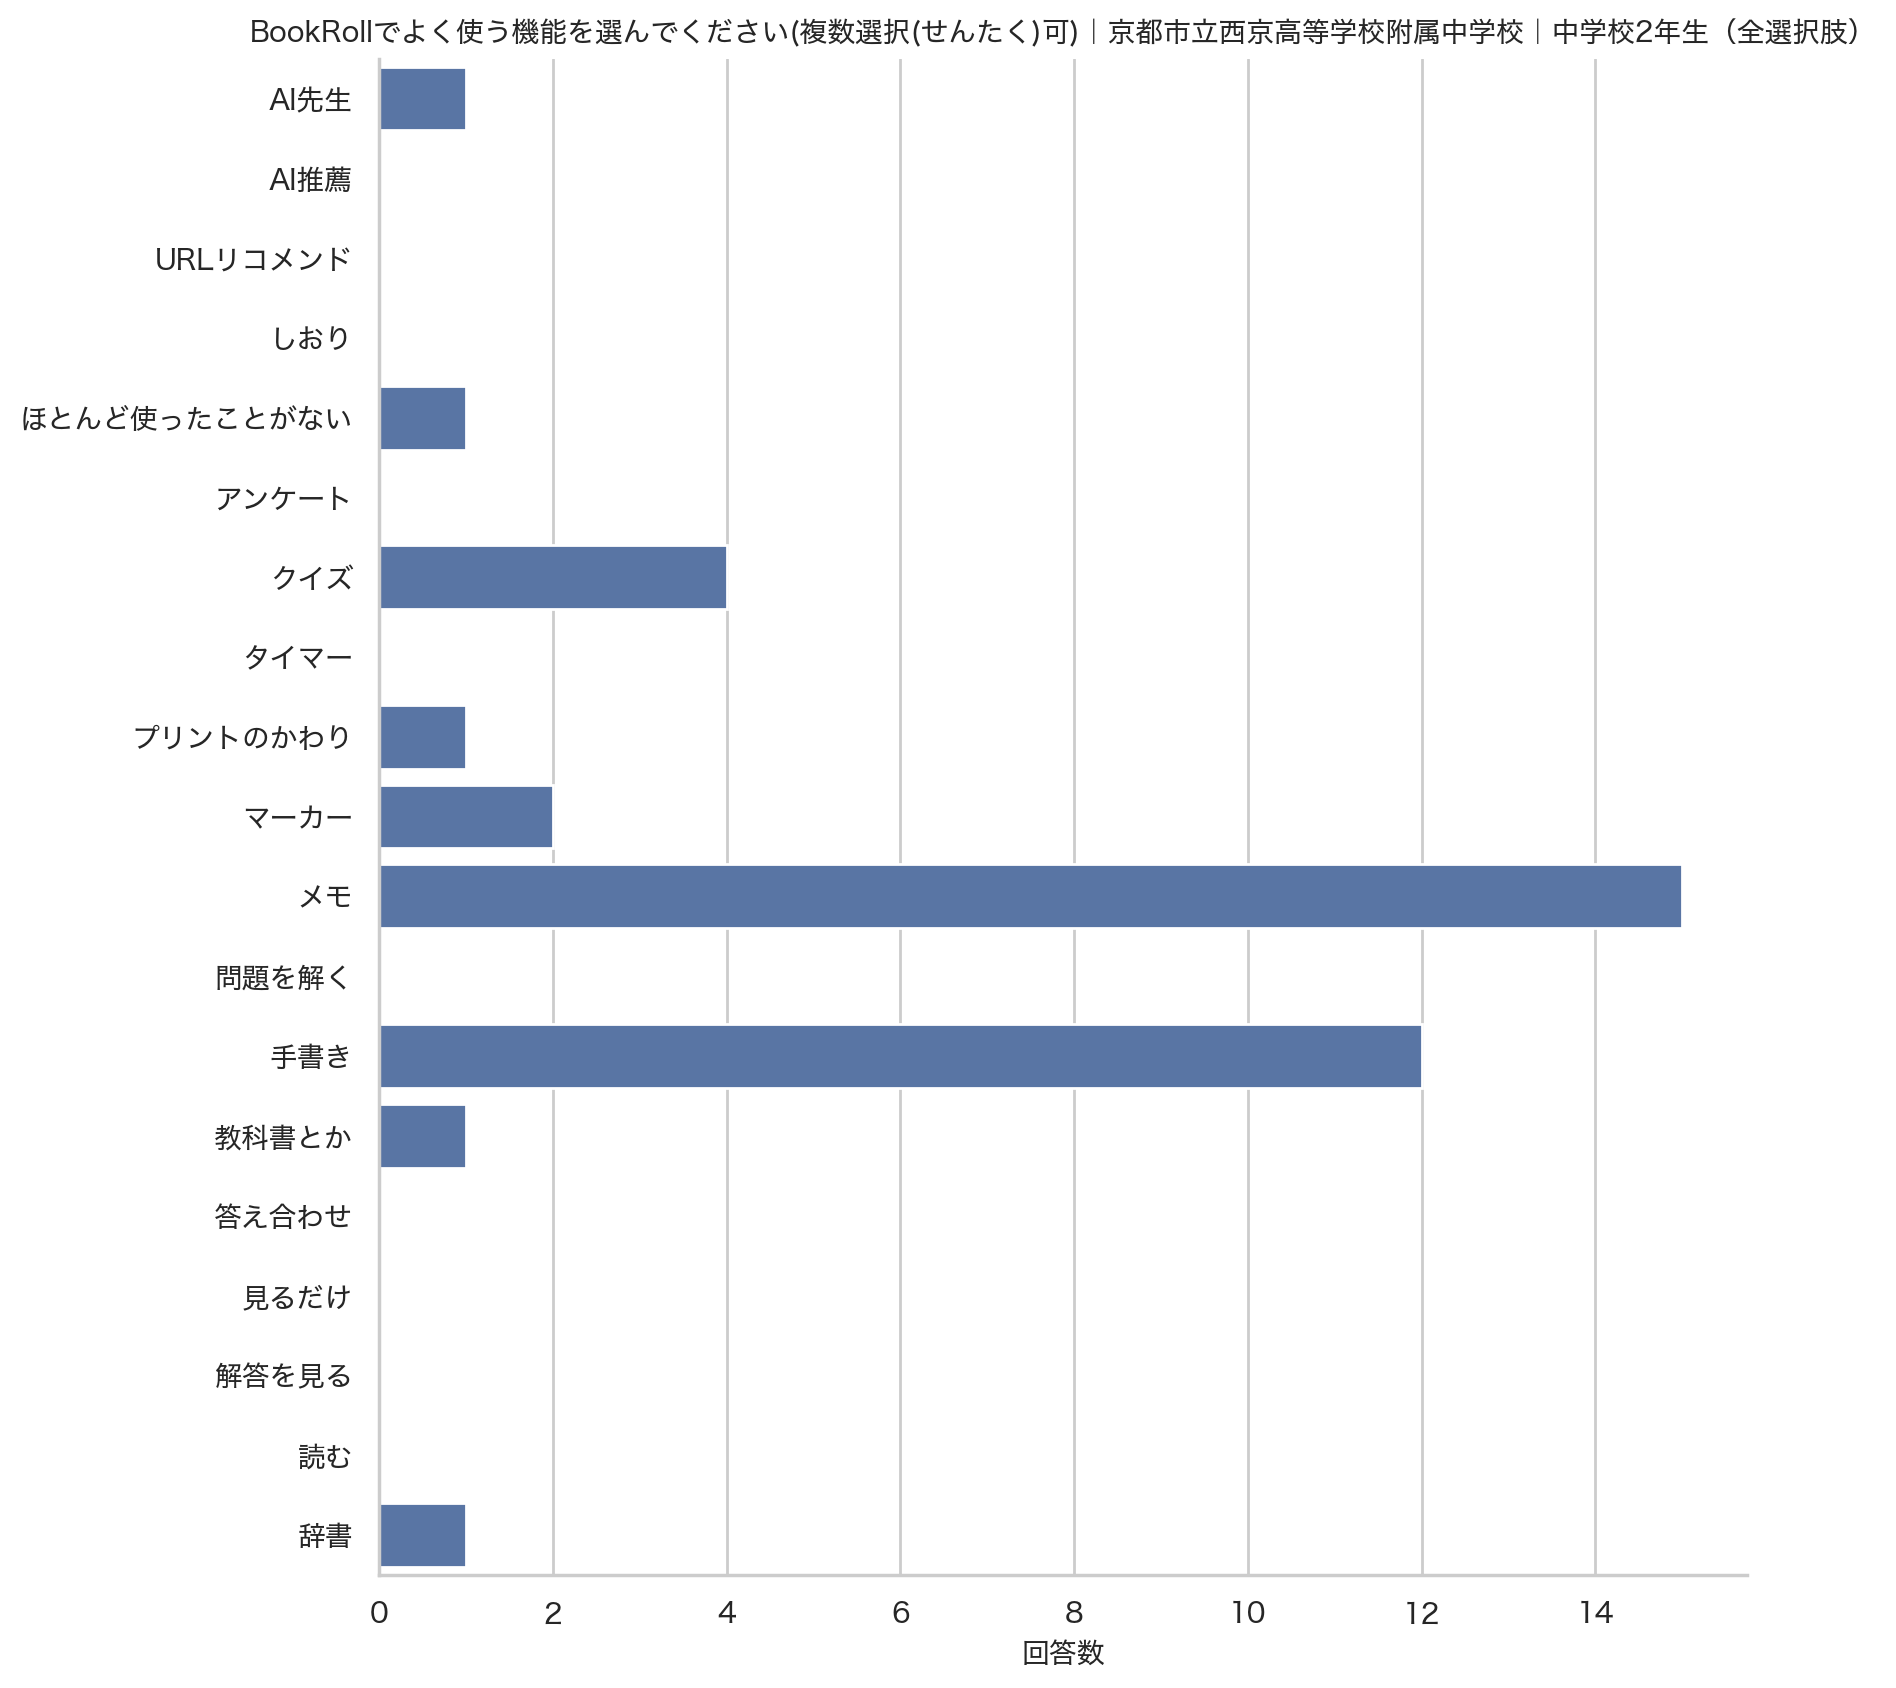 BookRollでよく使う機能を選んでください(複数選択(せんたく)可)｜京都市立西京高等学校附属中学校｜中学校2年生（全選択肢）
AI先生
AI推薦
URLリコメンド
しおり
ほとんど使ったことがない
アンケート
クイズ
タイマー
プリントのかわり
マーカー
メモ
問題を解く
手書き
教科書とか
答え合わせ
見るだけ
解答を見る
読む
辞書
0 2 4 6 8 10 12 14
回答数